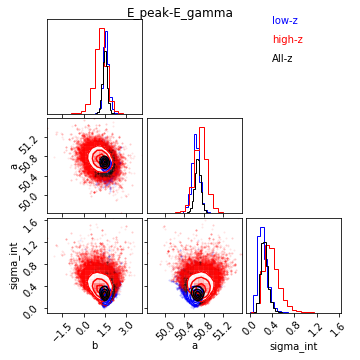 E_peak-E_gamma
low-z
high-z
All-z
a
51.2
50.8
50.4
50.0
sigma_int
1.6
1.2
0.8
0.4
0.0
-1.5 0.0 1.5 3.0
50.0 50.4 50.8 51.2
0.0 0.4 0.8 1.2 1.6
b
a
sigma_int